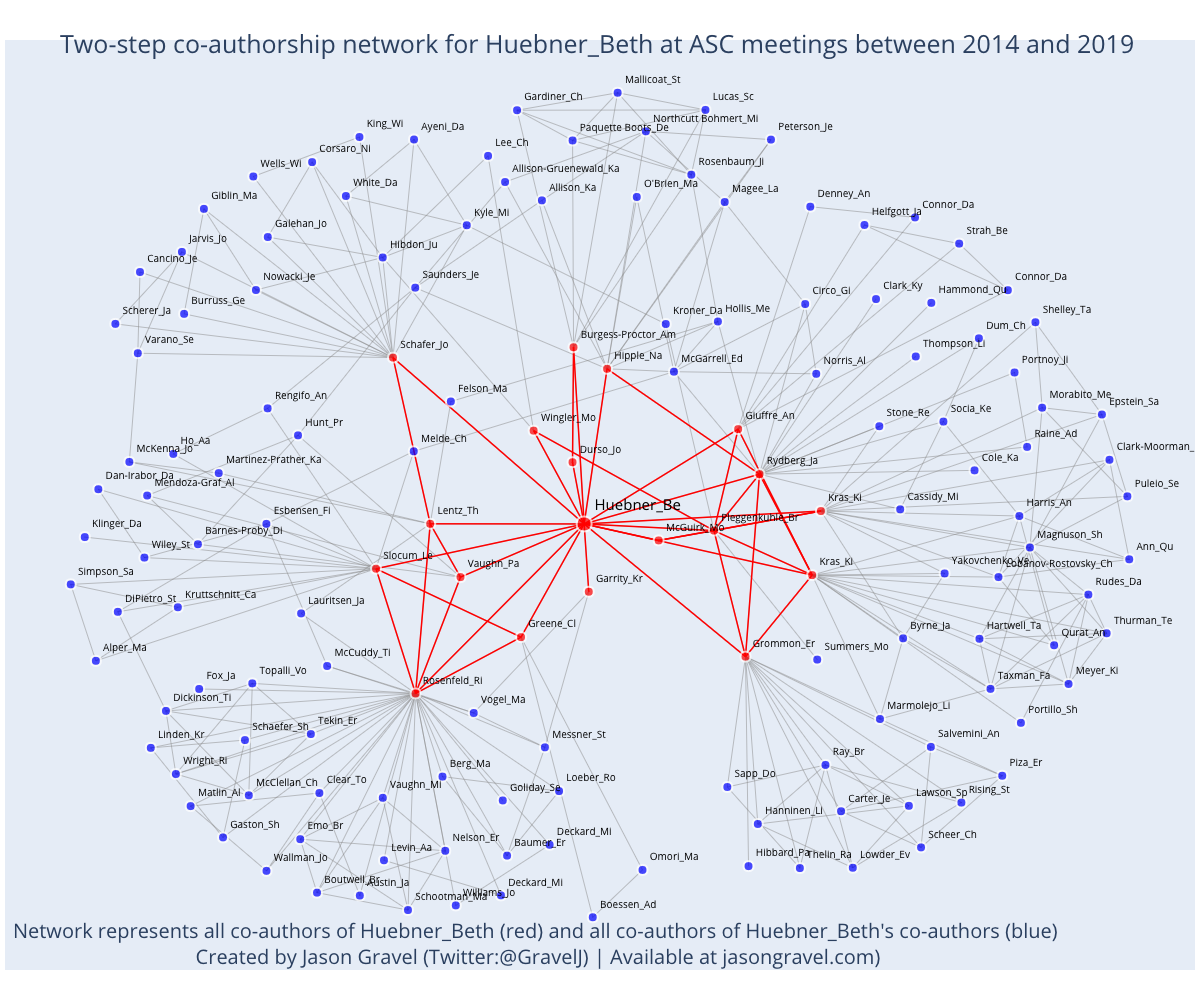 Two-step co-authorship network for Huebner_Beth at ASC meetings between 2014 and 2019
Mallicoat_St
Gardiner_Ch
Lucas_Sc
King_Wi
Ayeni_Da
Paquette Boots_De
Northcutt Bohmert_Mi
Peterson_Je
Corsaro_Ni
Lee_Ch
Wells_Wi
Allison-Gruenewald_Ka
Rosenbaum_Ji
White_Da
Allison_Ka
O'Brien_Ma
Magee_La
Giblin_Ma
Denney_An
Galehan_Jo
Kyle_Mi
Helfgott_Ja
Connor_Da
Jarvis_Jo
Hibdon_Ju
Strah_Be
Cancino_Je
Nowacki_Je
Saunders_Je
Connor_Da
Burruss_Ge
Circo_Gi
Clark_Ky
Hammond_Qu
Scherer_Ja
Kroner_Da
Hollis_Me
Shelley_Ta
Varano_Se
Schafer_Jo
Burgess-Proctor_Am
Dum_Ch
Hipple_Na
McGarrell_Ed
Norris_Al
Thompson_Li
Portnoy_Ji
Rengifo_An
Felson_Ma
Morabito_Me
Epstein_Sa
Hunt_Pr
Wingler_Mo
Giuffre_An
Stone_Re
Socia_Ke
Ho_Aa
McKenna_Jo
Melde_Ch
Durso_Jo
Raine_Ad
Martinez-Prather_Ka
Rydberg_Ja
Cole_Ka
Clark-Moorman_
Dan-Irabor_Da
Mendoza-Graf_Al
Puleio_Se
Huebner_Be
Kras_Ki
Cassidy_Mi
Esbensen_Fi
Lentz_Th
Harris_An
Klinger_Da
Barnes-Proby_Di
McGuirk_Mo
Pleggenkuhle_Br
Magnuson_Sh
Wiley_St
Slocum_Le
Ann_Qu
Simpson_Sa
Vaughn_Pa
Kras_Ki
Yakovchenko_Ve
Lobanov-Rostovsky_Ch
Garrity_Kr
Rudes_Da
DiPietro_St
Kruttschnitt_Ca
Lauritsen_Ja
Byrne_Ja
Hartwell_Ta
Thurman_Te
Greene_Cl
Qurat_An
Alper_Ma
McCuddy_Ti
Grommon_Er
Summers_Mo
Fox_Ja
Topalli_Vo
Rosenfeld_Ri
Taxman_Fa
Meyer_Ki
Dickinson_Ti
Vogel_Ma
Marmolejo_Li
Portillo_Sh
Linden_Kr
Schaefer_Sh
Tekin_Er
Messner_St
Salvemini_An
Wright_Ri
Berg_Ma
Ray_Br
Piza_Er
McClellan_Ch
Clear_To
Vaughn_Mi
Goliday_Se
Loeber_Ro
Sapp_Do
Matlin_Al
Carter_Je
Lawson_Sp
Rising_St
Gaston_Sh
Emo_Br
Hanninen_Li
Nelson_Er
Baumer_Er
Deckard_Mi
Scheer_Ch
Wallman_Jo
Levin_Aa
Omori_Ma
Hibbard_Pa
Thelin_Ra
Lowder_Ev
Boutwell_Br
Austin_Ja
Schootman_Ma
Williams_Jo
Deckard_Mi
Boessen_Ad
Network represents all co-authors of Huebner_Beth (red) and all co-authors of Huebner_Beth's co-authors (blue)
Created by Jason Gravel (Twitter:@GravelJ) | Available at jasongravel.com)